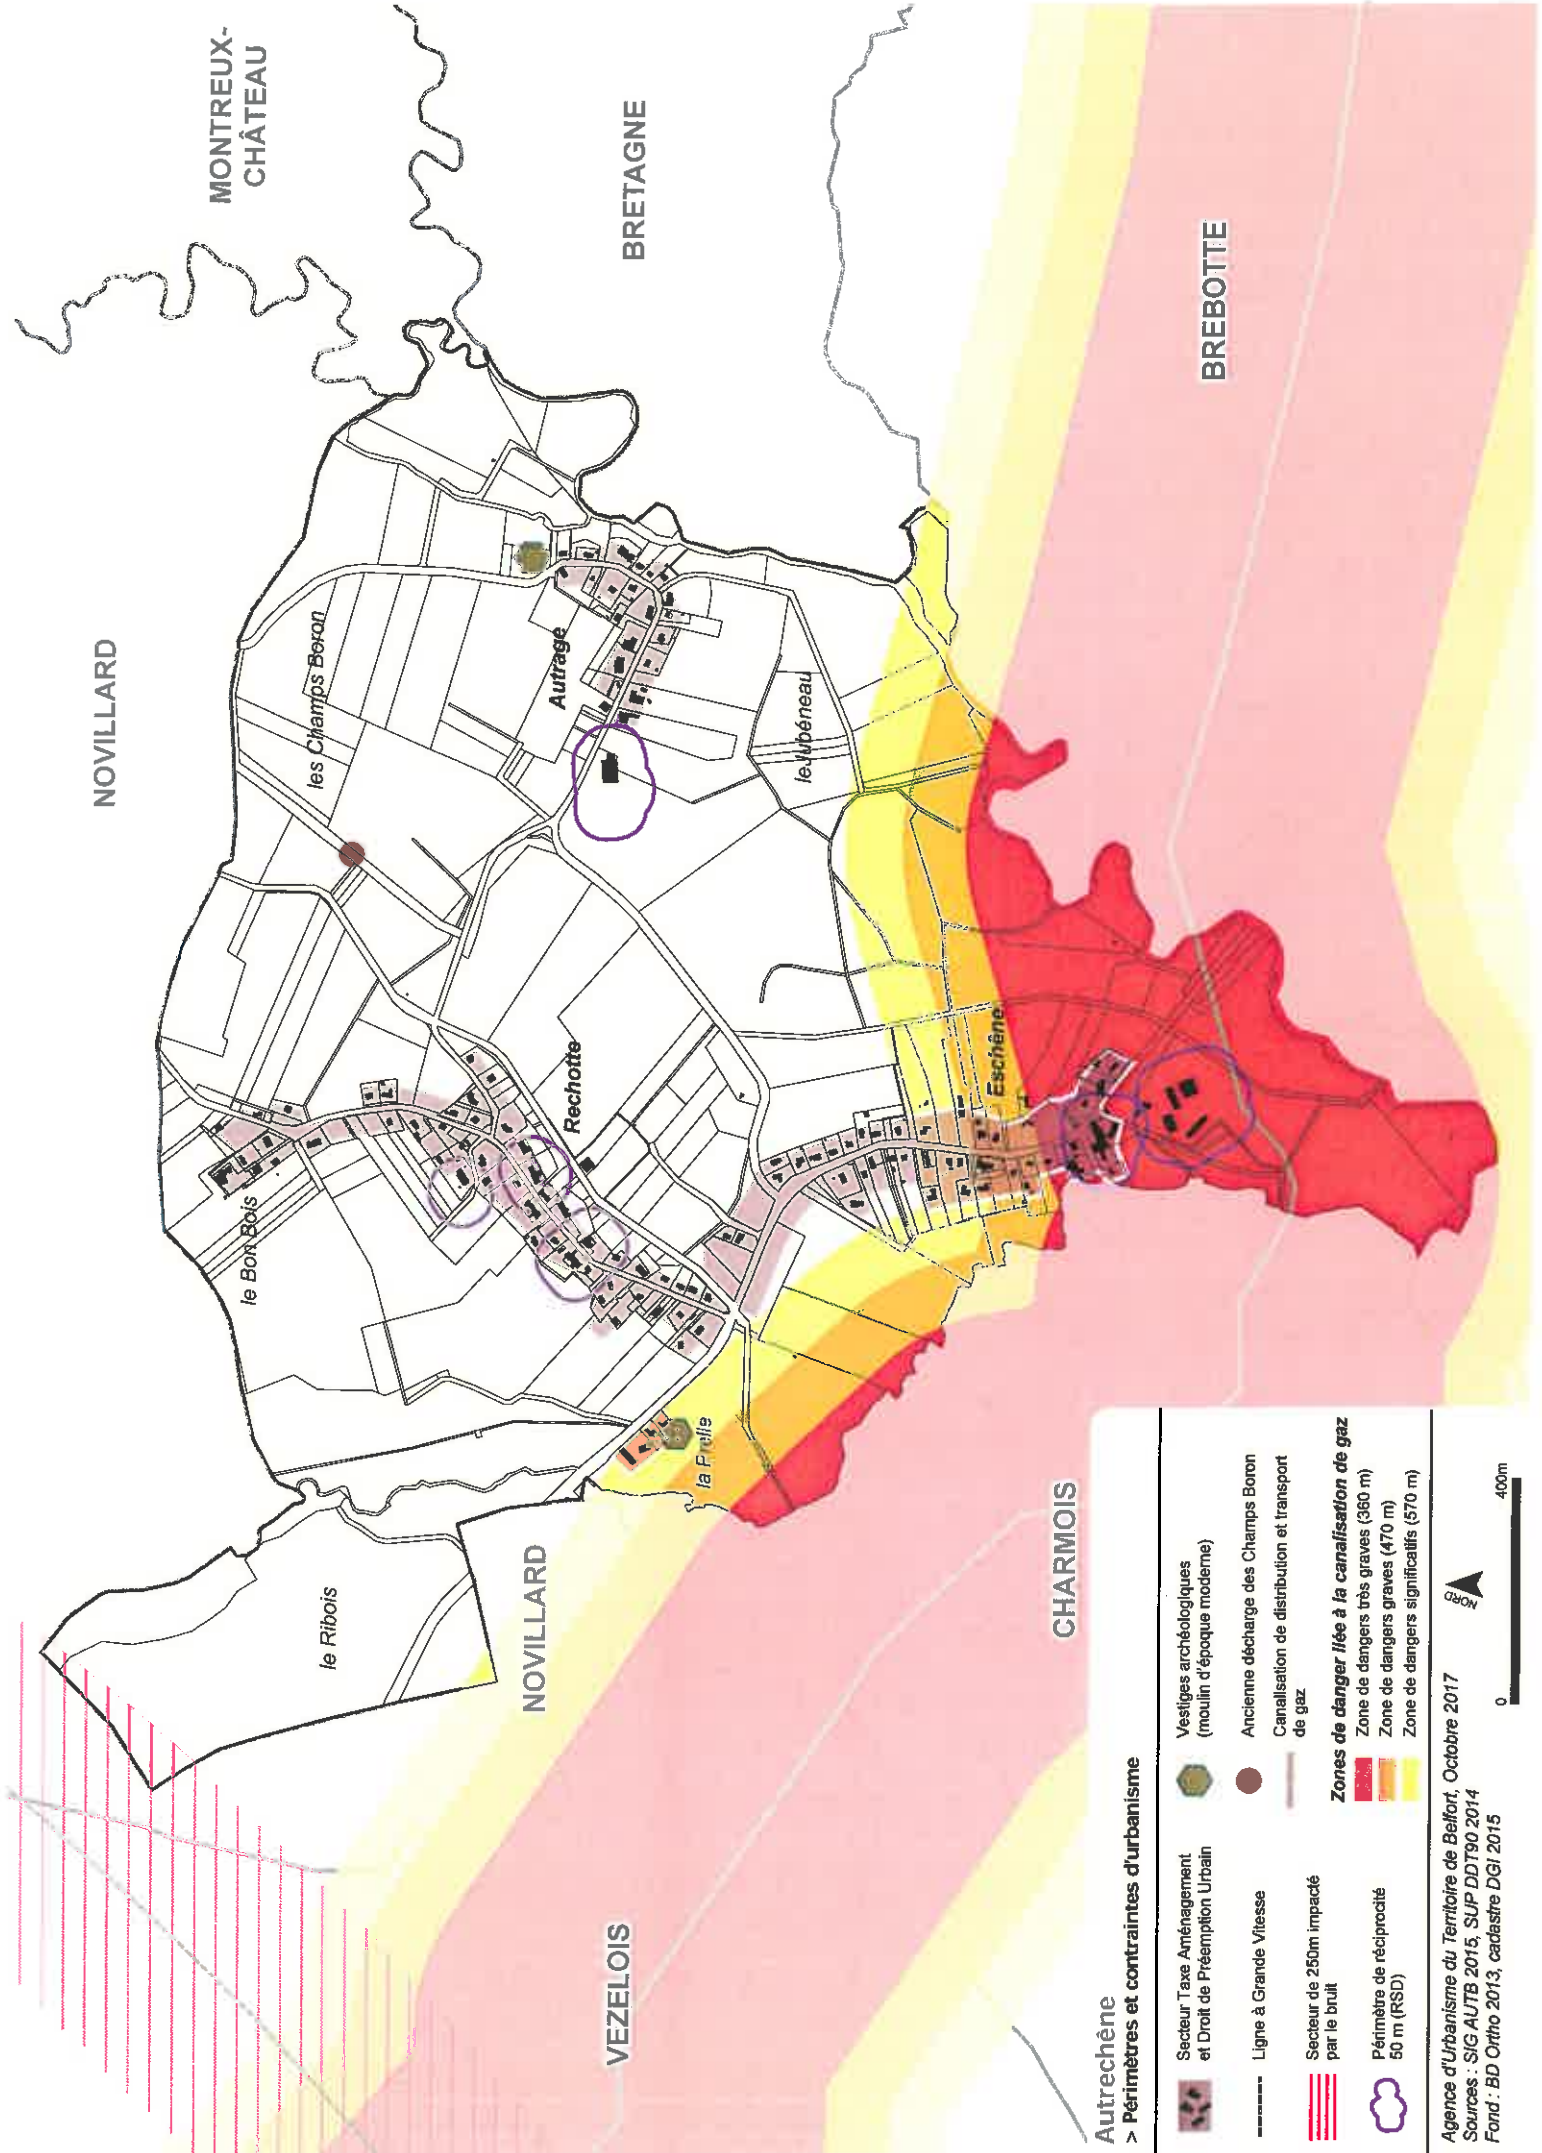 MONTREUX-
CHÂTEAU
BRETAGNE
NOVILLARD
BREBOTTE
les Champs Boron
Autrage
le Jubéneau
Rechotte
Eschêne
le Bon Bois
la Prelle
le Ribois
NOVILLARD
CHARMOIS
VEZELOIS
Autrechêne
> Périmètres et contraintes d'urbanisme
Secteur Taxe Aménagement
et Droit de Préemption Urbain
Ligne à Grande Vitesse
Secteur de 250m impacté
par le bruit
Périmètre de réciprocité
50 m (RSD)
Vestiges archéologiques
(moulin d'époque moderne)
Ancienne décharge des Champs Boron
Canalisation de distribution et transport
de gaz
Zones de danger liée à la canalisation de gaz
Zone de dangers très graves (360 m)
Zone de dangers graves (470 m)
Zone de dangers significatifs (570 m)
Agence d'Urbanisme du Territoire de Belfort, Octobre 2017
Sources : SIG AUTB 2015, SUP DDT90 2014
Fond : BD Ortho 2013, cadastre DGI 2015
NORD
0
400m